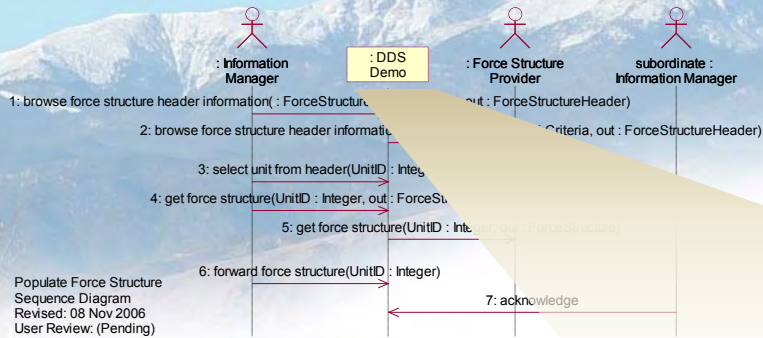 : Information
Manager
: DDS
Demo
: Force Structure
Provider
subordinate :
Information Manager
1: browse force structure header information( : ForceStructure out : ForceStructureHeader)
2: browse force structure header Criteria, out : ForceStructureHeader)
3: select unit from header(UnitID :
4: get force structure(UnitID : Integer, out :
5: get force structure(UnitID : Integer, out : ForceStructure)
6: forward force structure(UnitID : Integer)
7: acknowledge
Populate Force Structure
Sequence Diagram
Revised: 08 Nov 2006
User Review: (Pending)